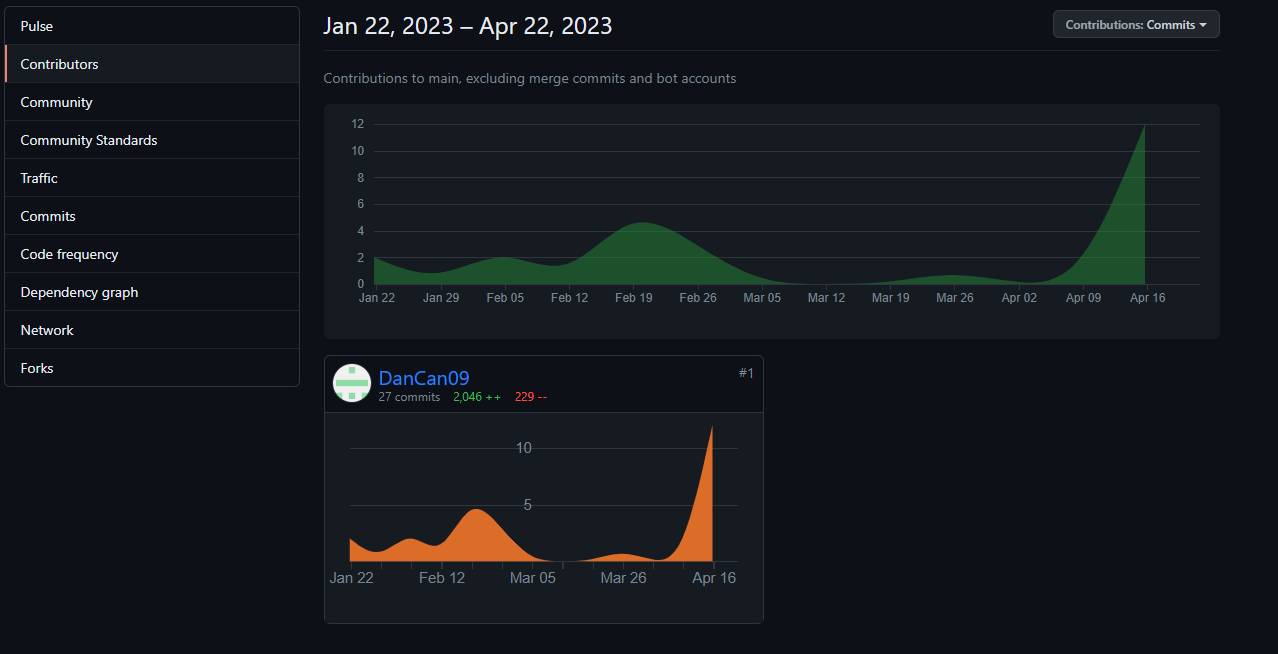 Pulse
Contributors
Community
Community Standards
Traffic
Commits
Code frequency
Dependency graph
Network
Forks
Jan 22, 2023 – Apr 22, 2023
Contributions: Commits
Contributions to main, excluding merge commits and bot accounts
12
10
8
6
4
2
0
Jan 22 Jan 29 Feb 05 Feb 12 Feb 19 Feb 26 Mar 05 Mar 12 Mar 19 Mar 26 Apr 02 Apr 09 Apr 16
DanCan09 #1
27 commits 2,046 ++ 229 --
10
5
Jan 22 Feb 12 Mar 05 Mar 26 Apr 16